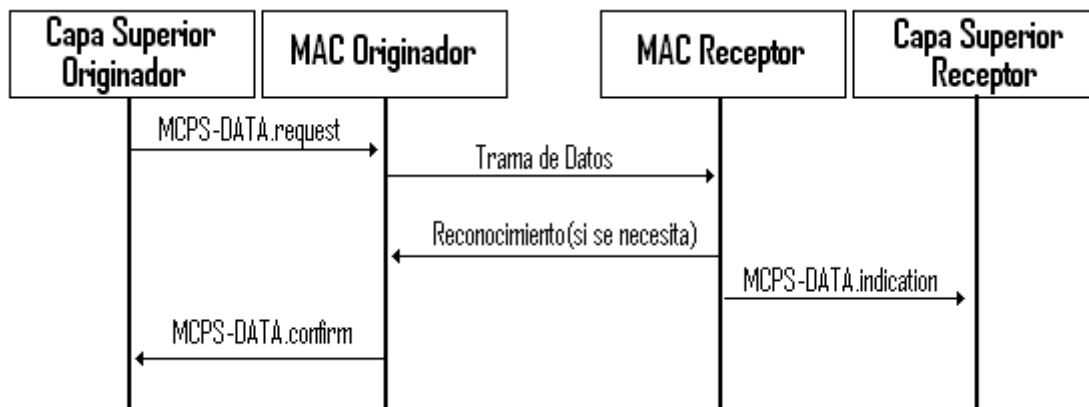 Capa Superior
Originador
MAC Originador
MAC Receptor
Capa Superior
Receptor
MCPS-DATA.request
Trama de Datos
Reconocimiento(si se necesita)
MCPS-DATA.indication
MCPS-DATA.confirm